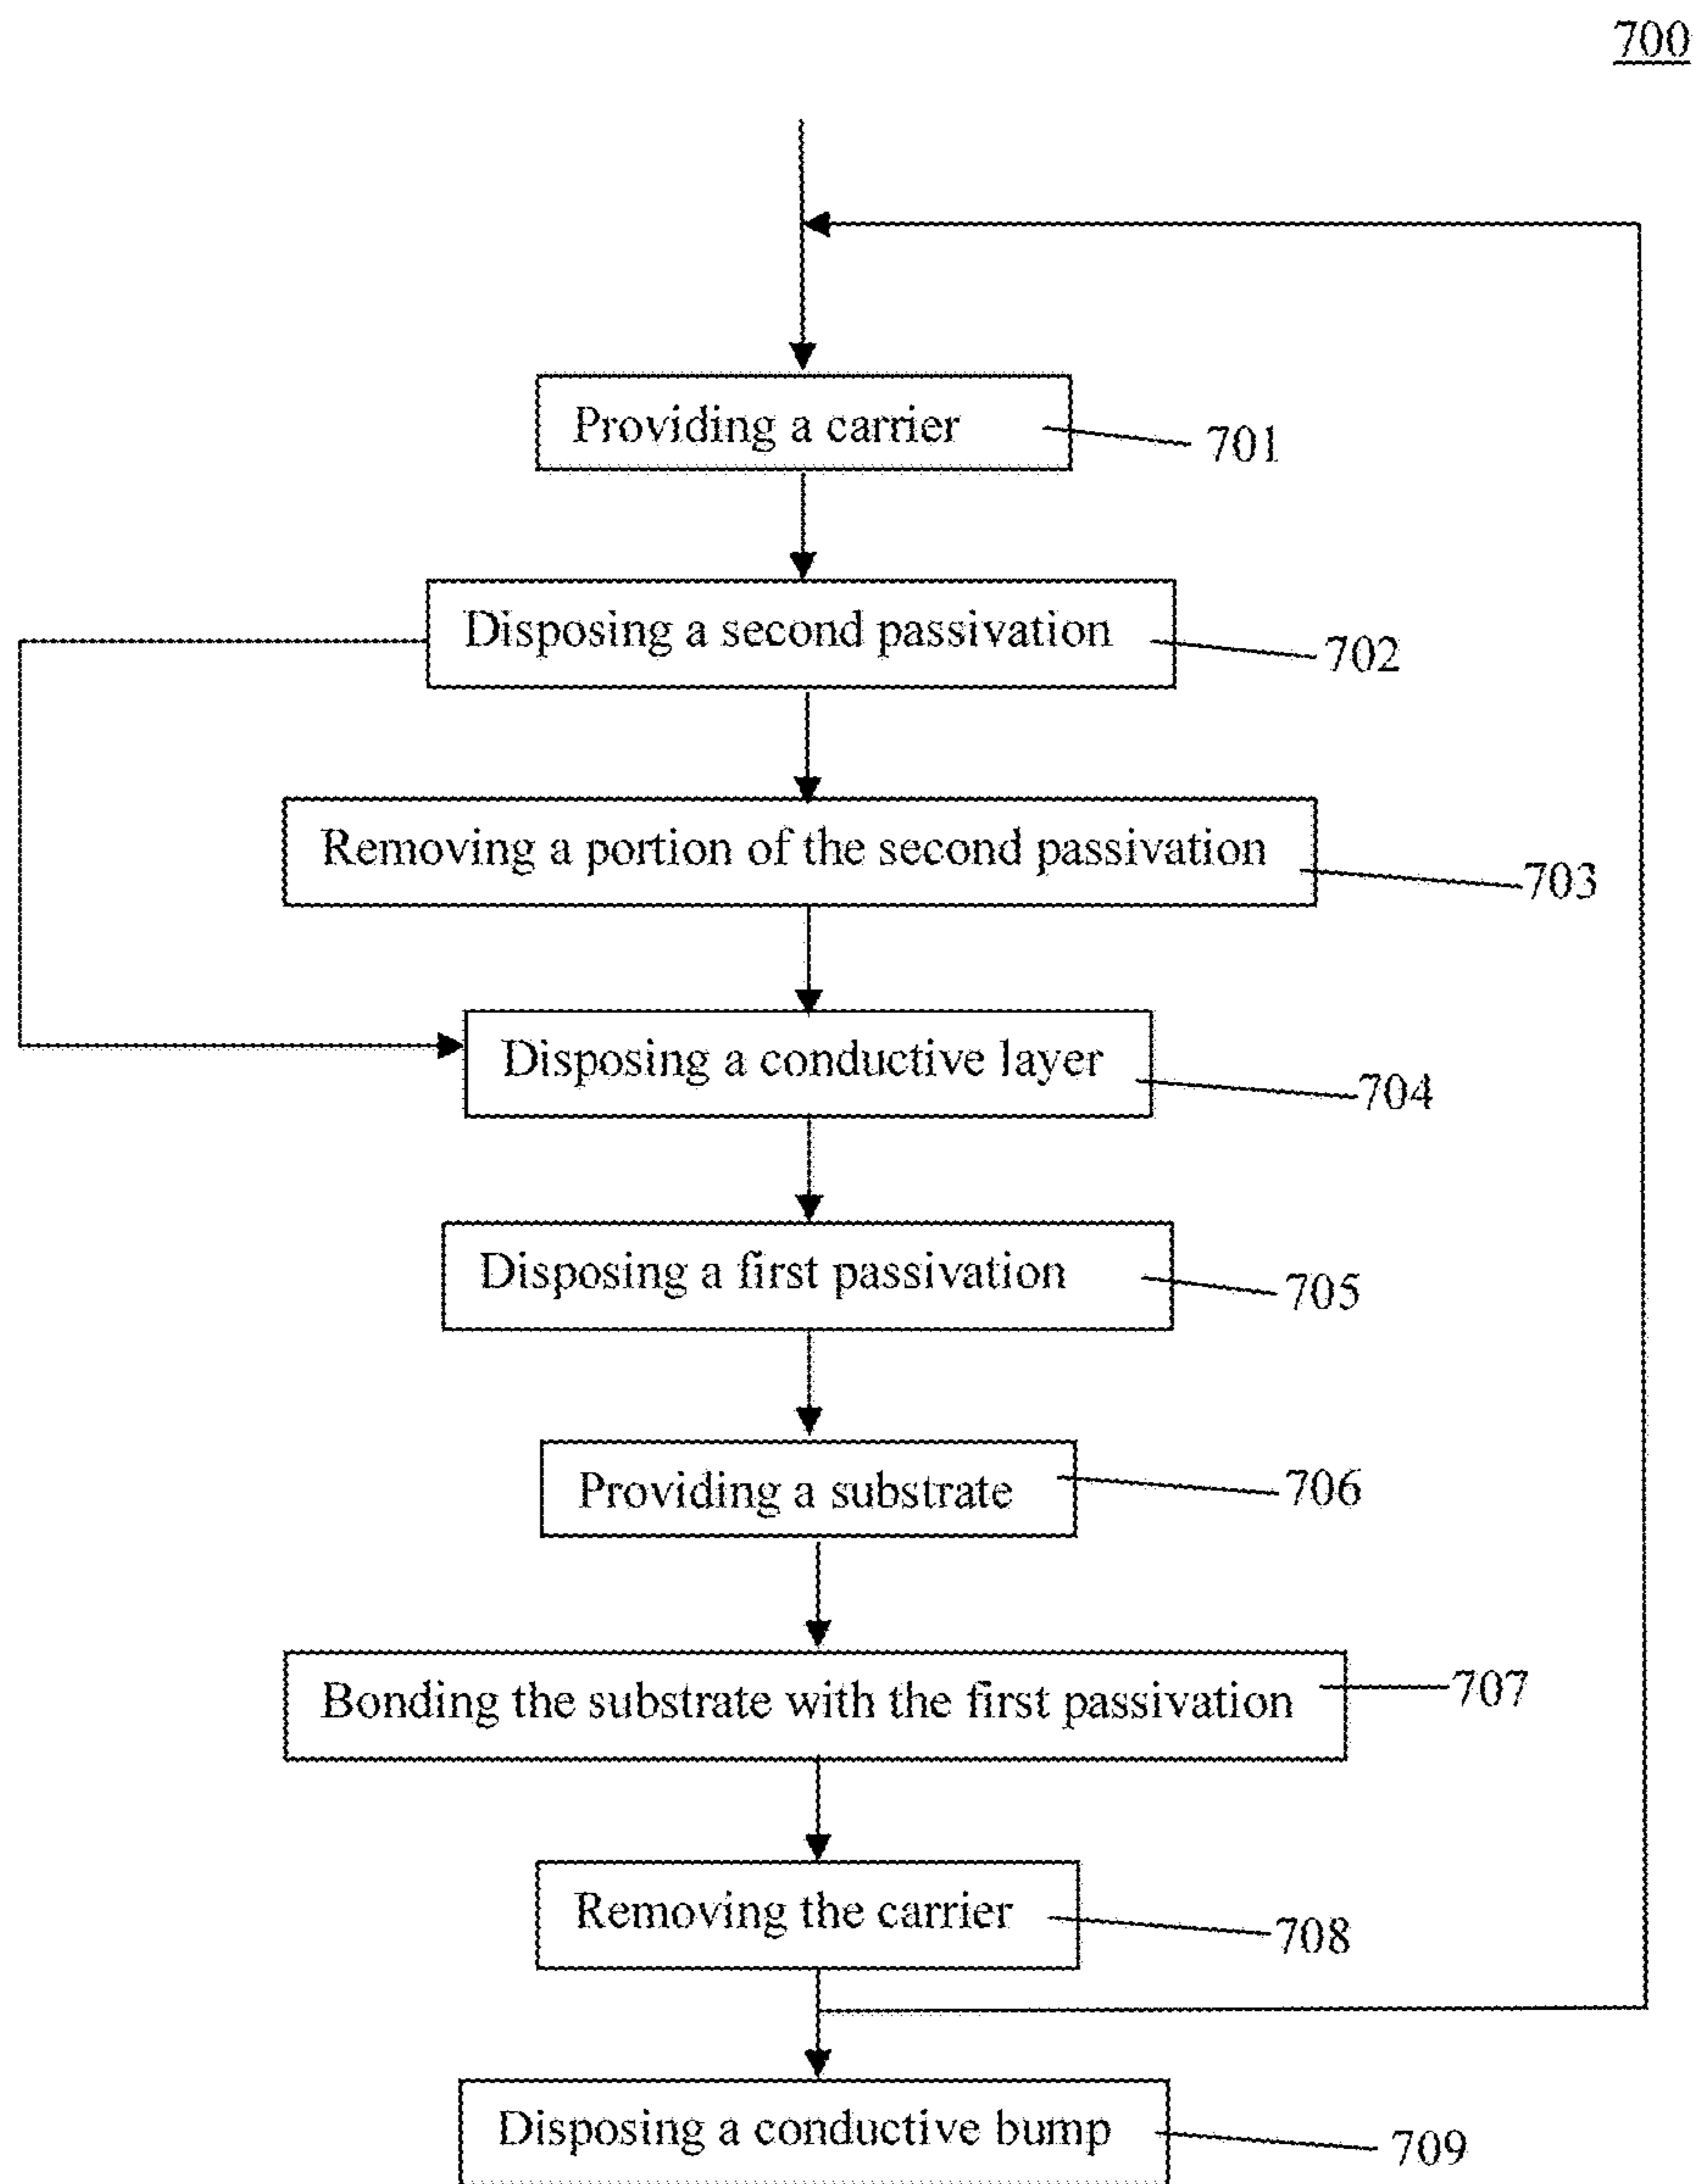 700
Providing a carrier
701
Disposing a second passivation
702
Removing a portion of the second passivation
703
Disposing a conductive layer
704
Disposing a first passivation
705
Providing a substrate
706
Bonding the substrate with the first passivation
707
Removing the carrier
708
Disposing a conductive bump
709